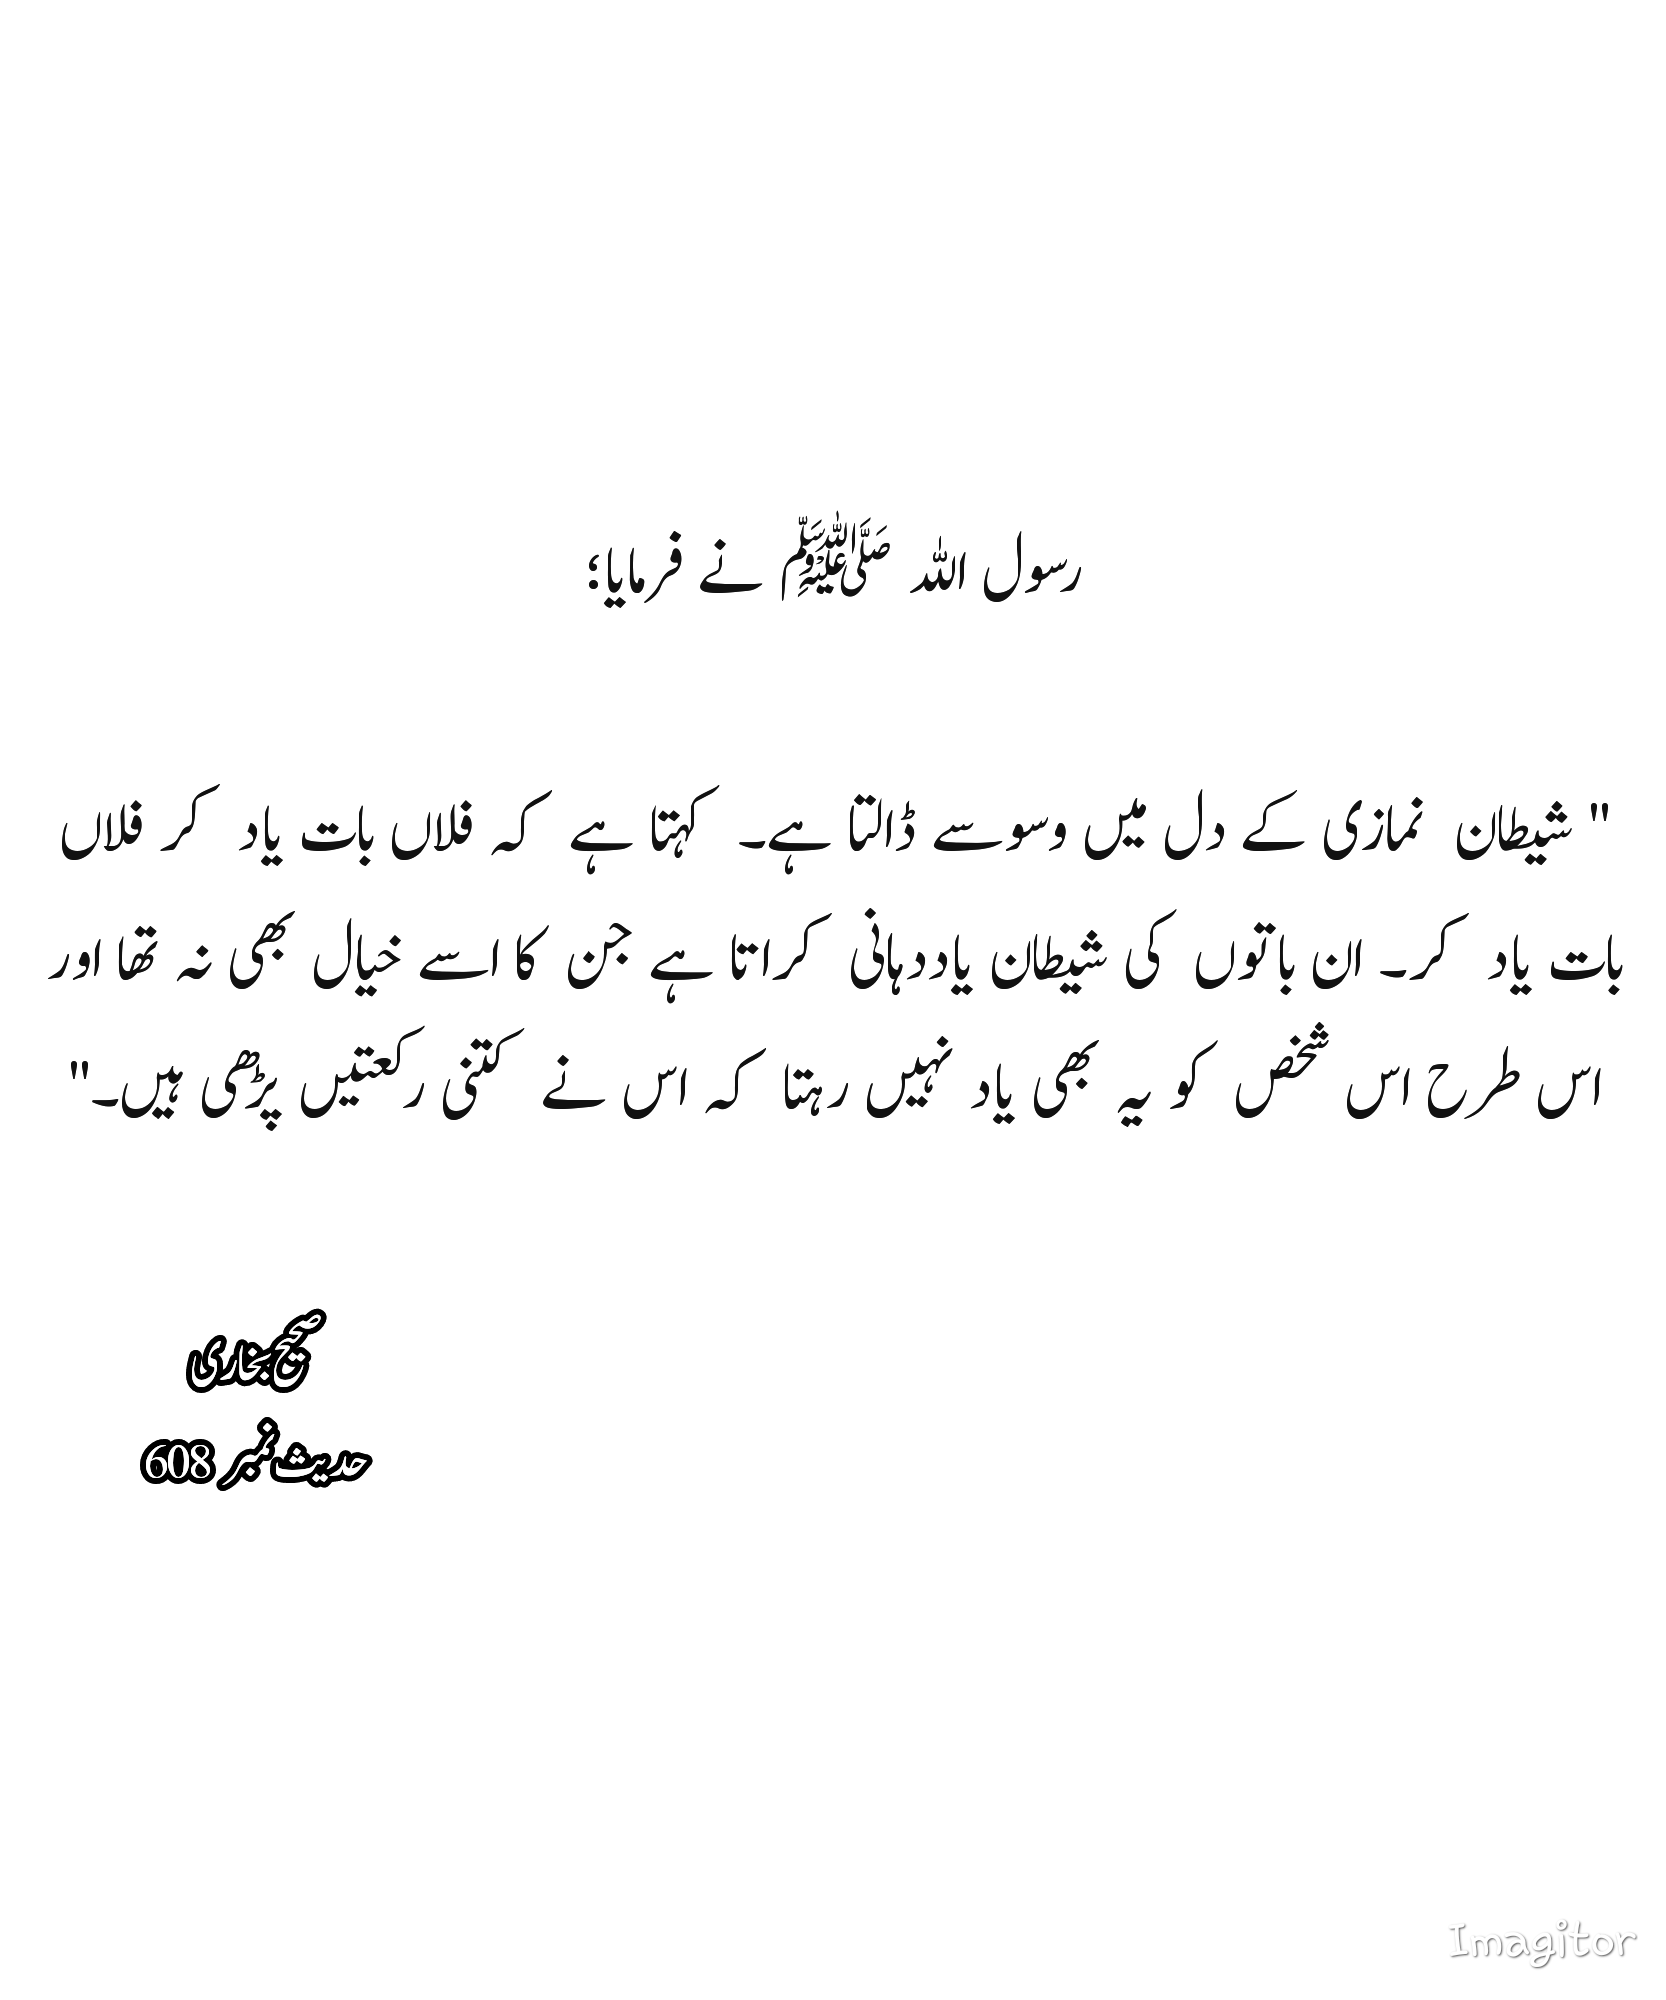 رسول اللہ ﷺ نے فرمایا؛
" شیطان نمازی کے دل میں وسوسے ڈالتا ہے۔ کہتا ہے کہ فلاں بات یاد کر فلاں
بات یاد کر۔ ان باتوں کی شیطان یاددہانی کراتا ہے جن کا اسے خیال بھی نہ تھا اور
اس طرح اس شخص کو یہ بھی یاد نہیں رہتا کہ اس نے کتنی رکعتیں پڑھی ہیں۔"
صحیح بخاری
حدیث نمبر 608
Imagitor